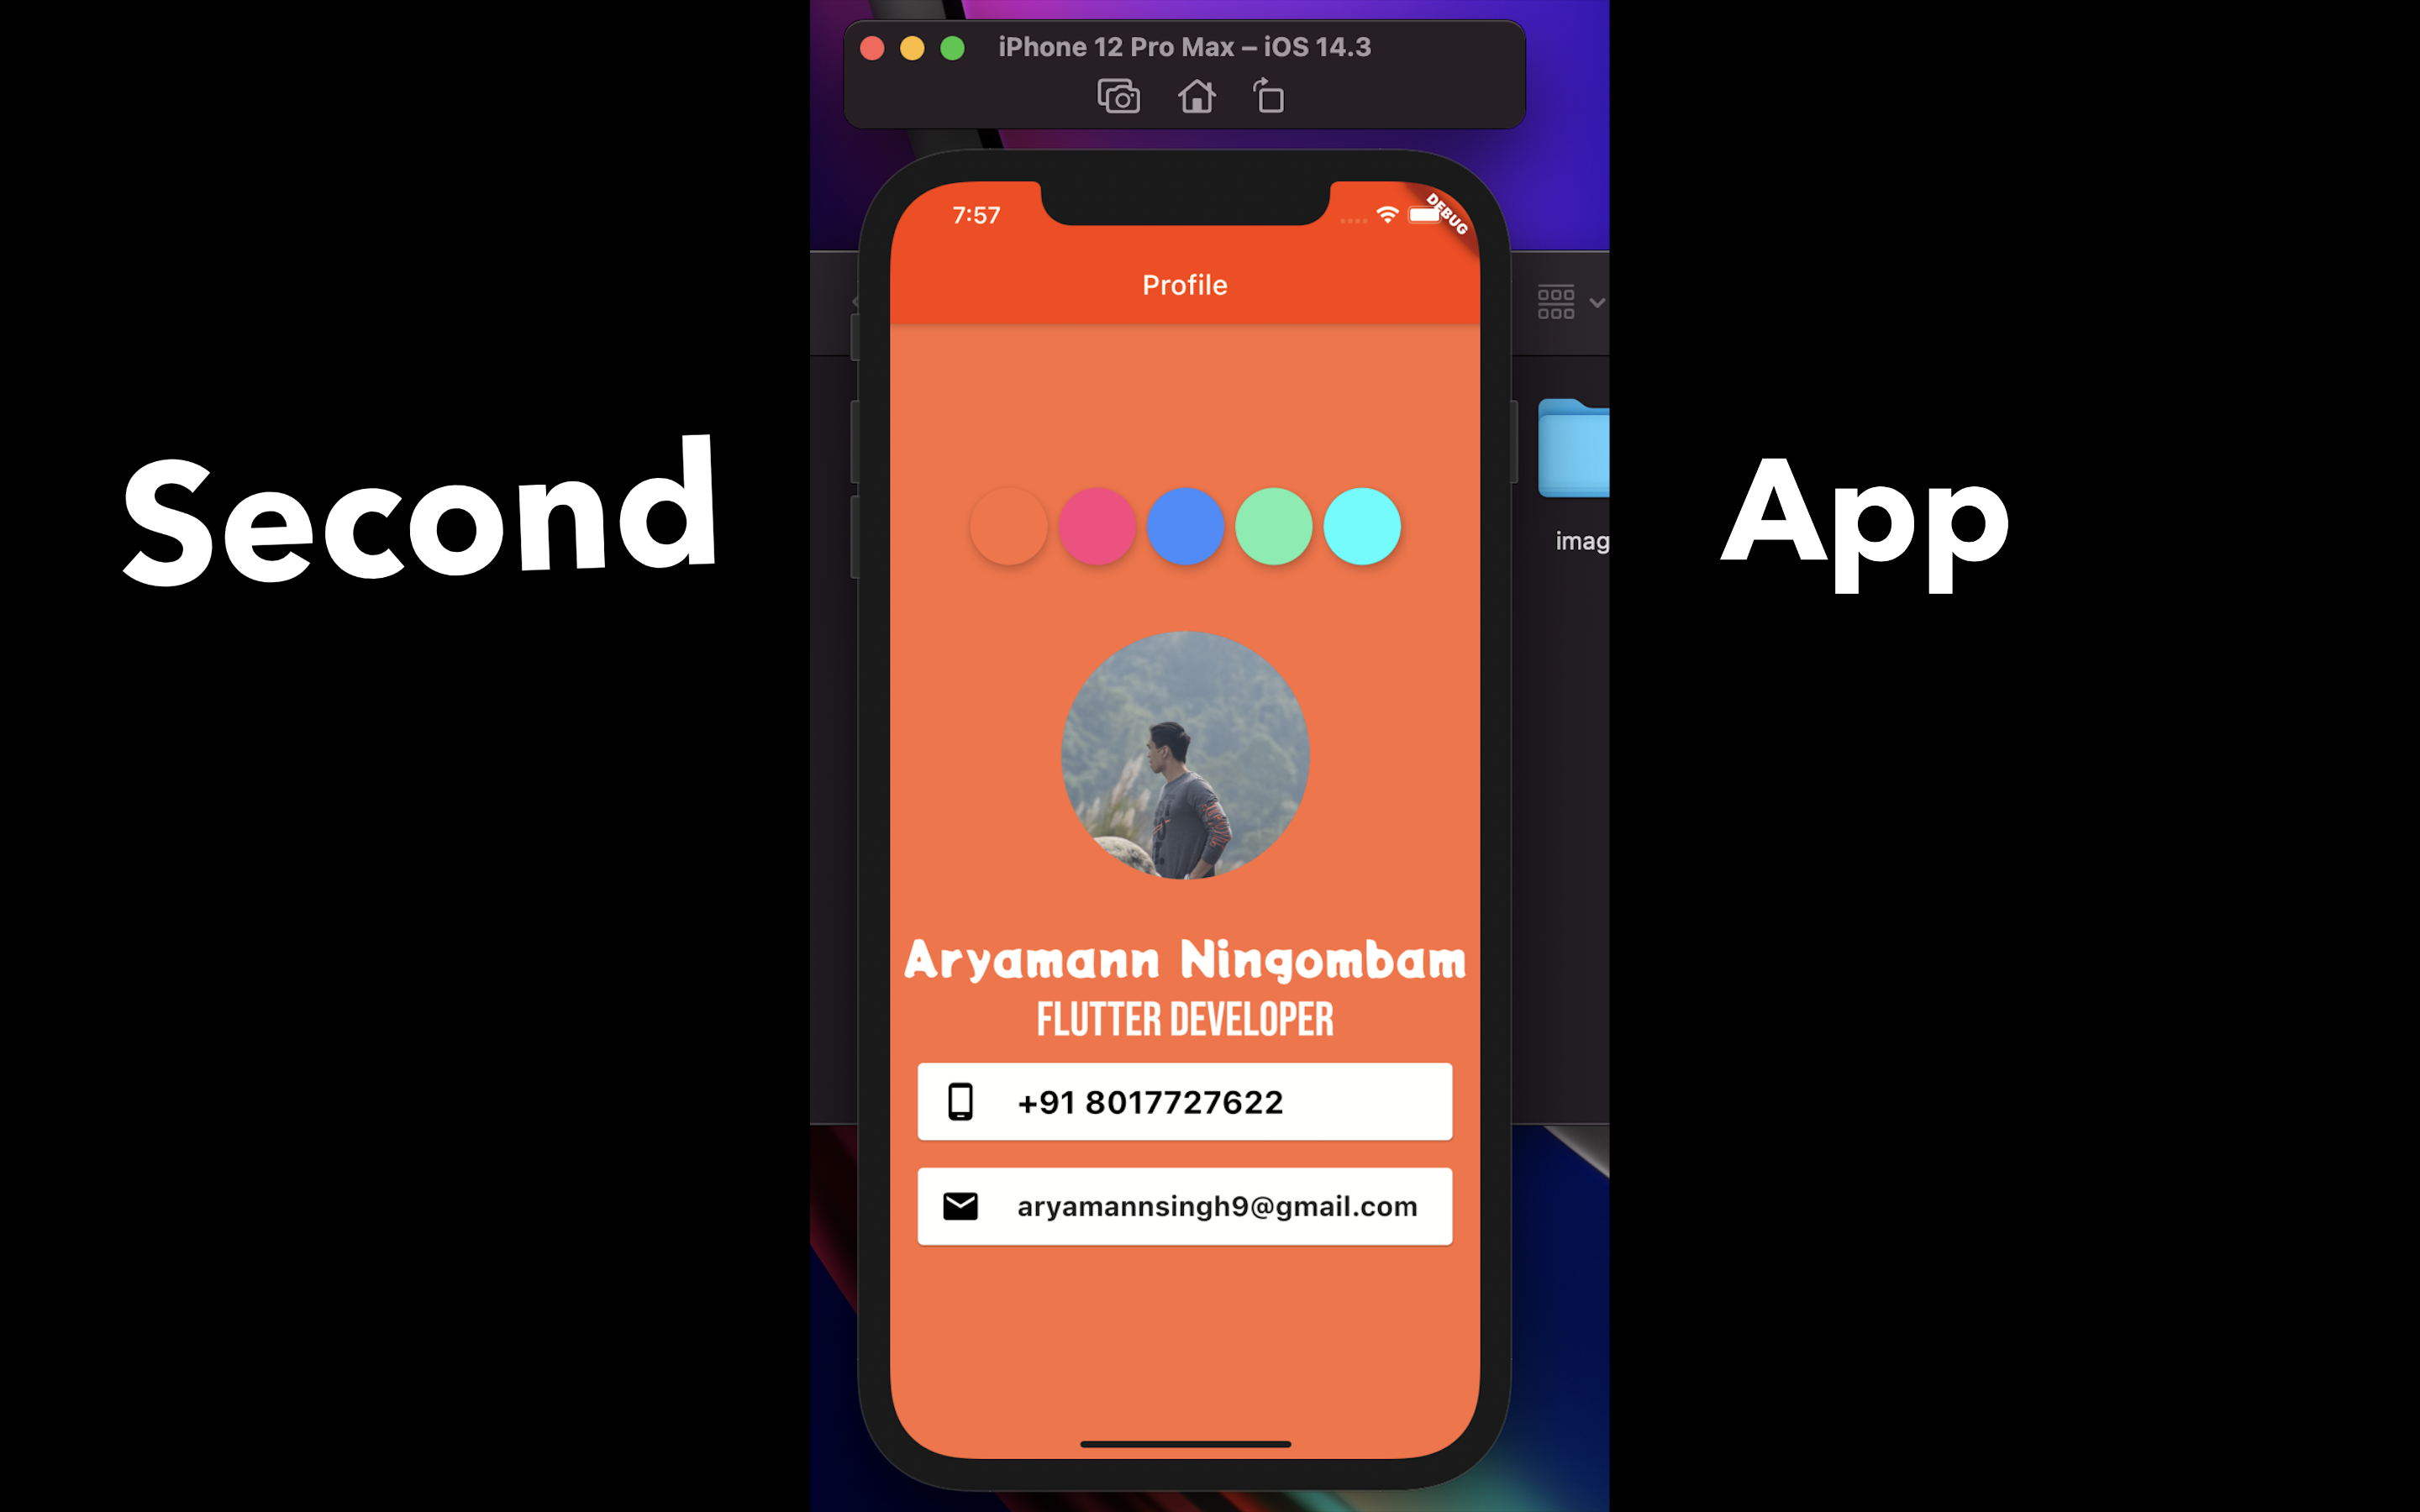 iPhone 12 Pro Max – iOS 14.3
7:57
DEBUG
Profile
Second
App
imag
Aryamann Ningombam
FLUTTER DEVELOPER
+91 8017727622
aryamannsingh9@gmail.com